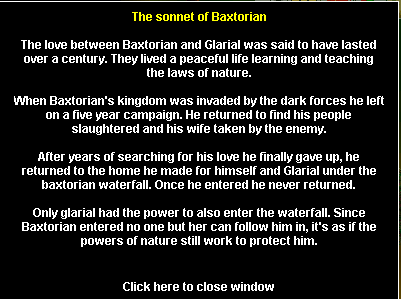 The sonnet of Baxtorian
The love between Baxtorian and Glarial was said to have lasted
over a century. They lived a peaceful life learning and teaching
the laws of nature.
When Baxtorian's kingdom was invaded by the dark forces he left
on a five year campaign. He returned to find his people
slaughtered and his wife taken by the enemy.
After years of searching for his love he finally gave up, he
returned to the home he made for himself and Glarial under the
baxtorian waterfall. Once he entered he never returned.
Only glarial had the power to also enter the waterfall. Since
Baxtorian entered no one but her can follow him in, it's as if the
powers of nature still work to protect him.
Click here to close window